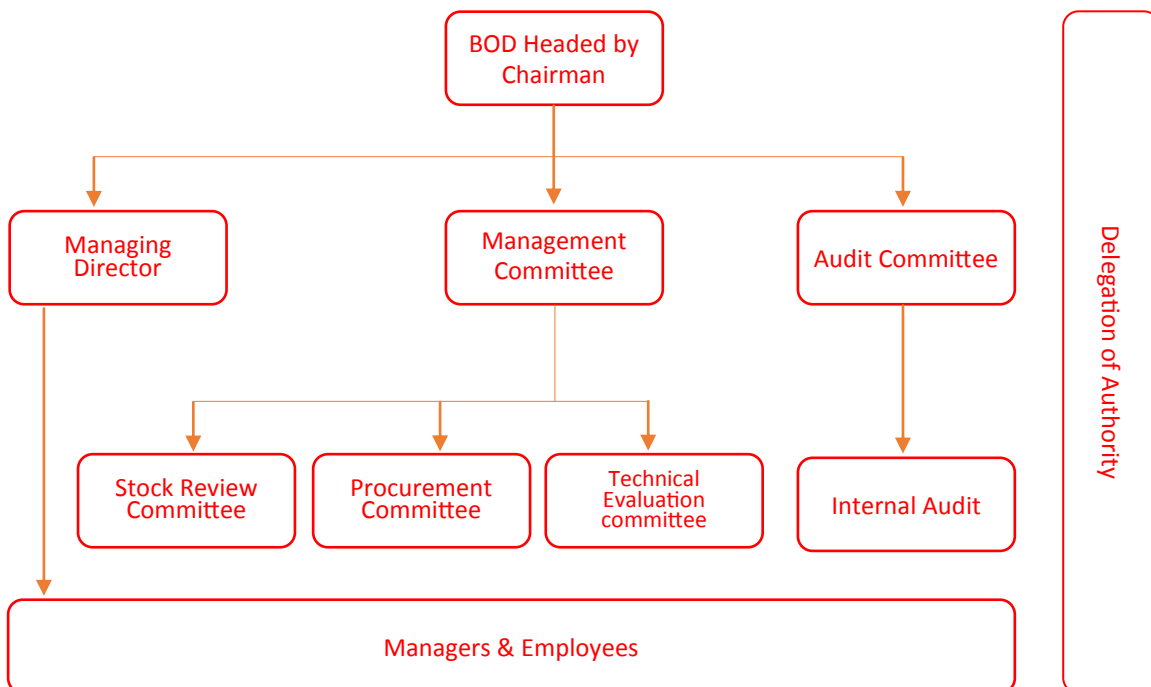 BOD Headed by
Chairman
Managing
Director
Management
Committee
Audit Committee
Stock Review
Committee
Procurement
Committee
Technical
Evaluation
committee
Internal Audit
Managers & Employees
Delegation of Authority